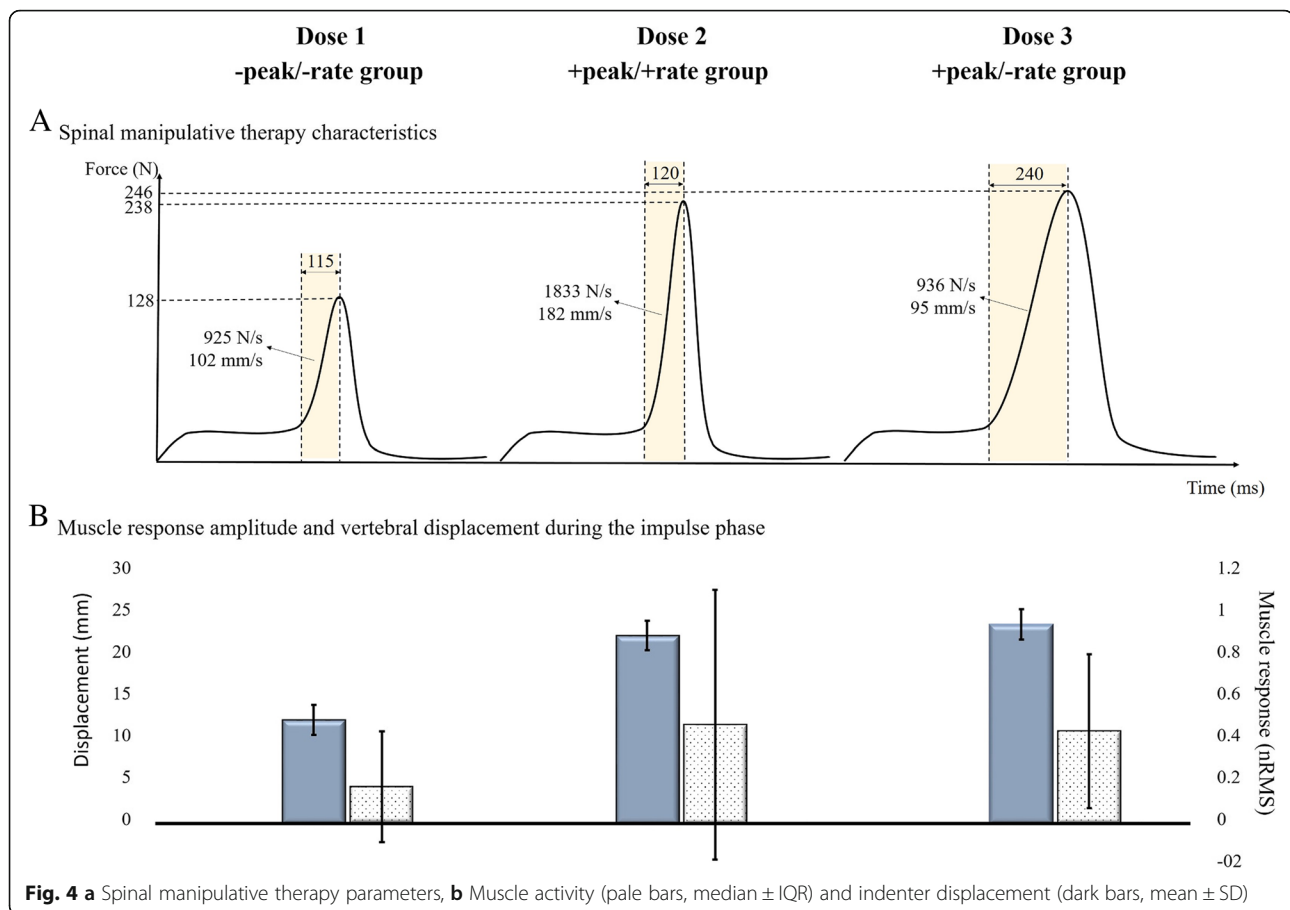 Dose 1
-peak/-rate group
Dose 2
+peak/+rate group
Dose 3
+peak/-rate group
A Spinal manipulative therapy characteristics
Force (N)
246
238
128
115
925 N/s
102 mm/s
120
1833 N/s
182 mm/s
240
936 N/s
95 mm/s
Time (ms)
B Muscle response amplitude and vertebral displacement during the impulse phase
Displacement (mm)
30
25
20
15
10
5
0
1.2
1
0.8
0.6
0.4
0.2
0
-02
Muscle response (nRMS)
Fig. 4 a Spinal manipulative therapy parameters, b Muscle activity (pale bars, median ± IQR) and indenter displacement (dark bars, mean ± SD)